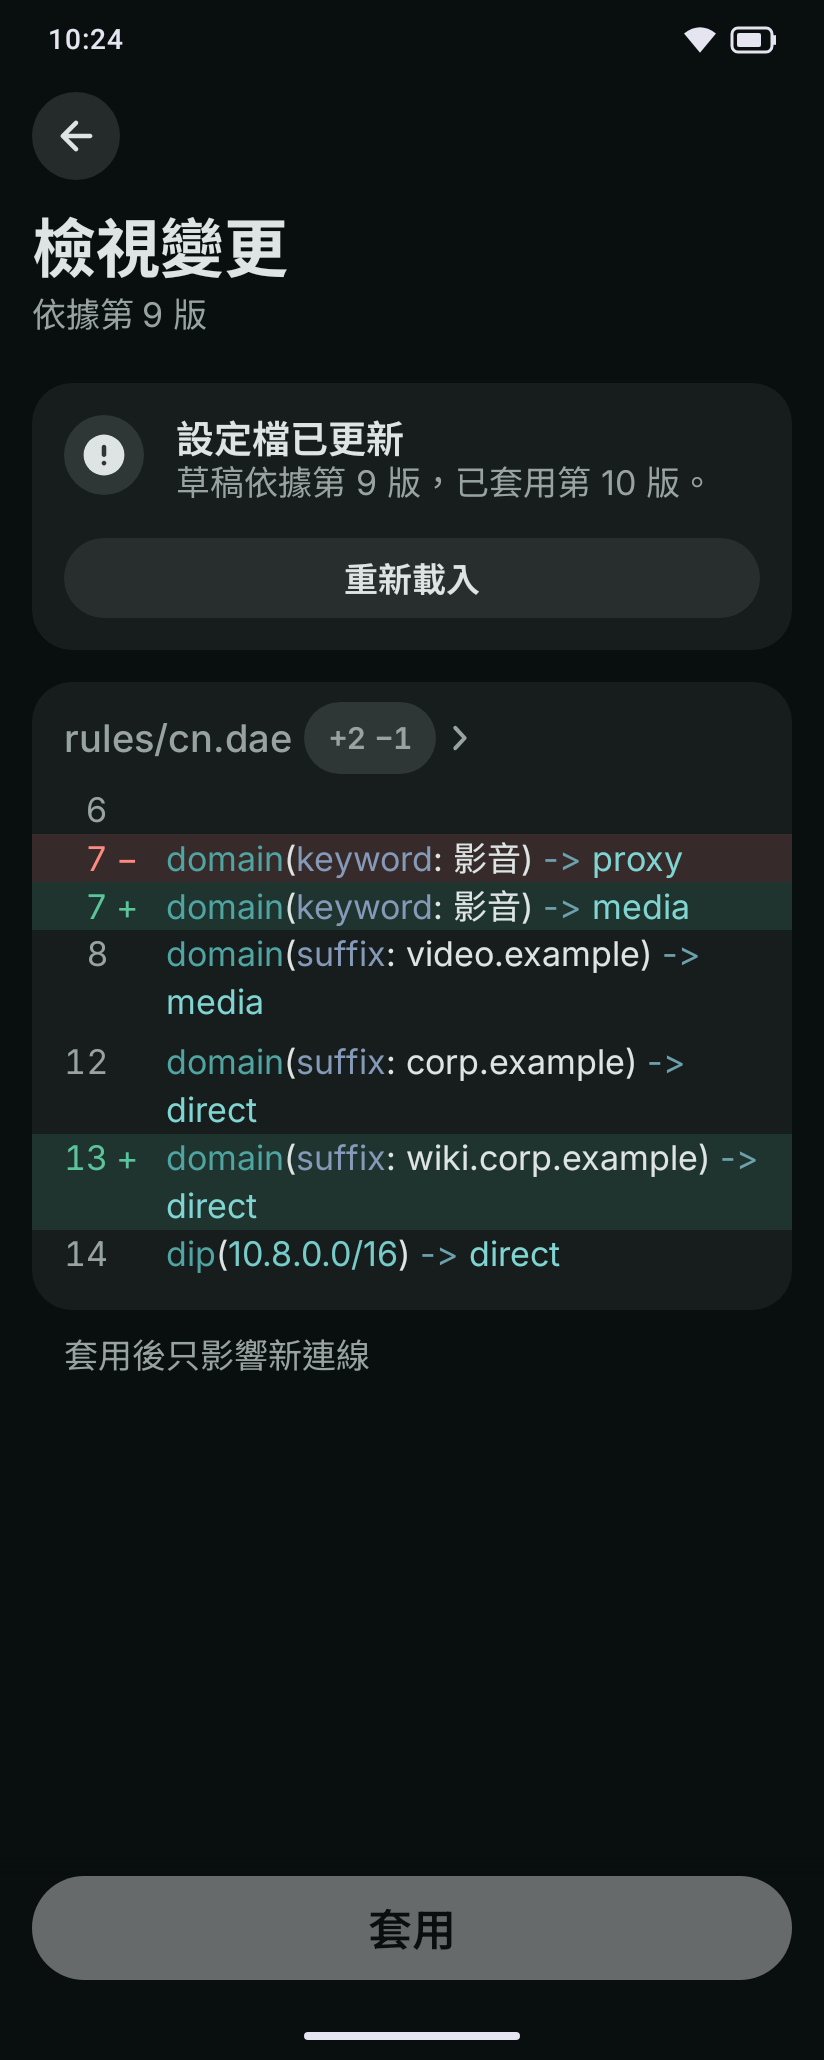 10:24
檢視變更
依據第 9 版
設定檔已更新
草稿依據第 9 版，已套用第 10 版。
重新載入
rules/cn.dae +2 −1
6
7 − domain(keyword: 影音) -> proxy
7 + domain(keyword: 影音) -> media
8 domain(suffix: video.example) ->
media
12 domain(suffix: corp.example) ->
direct
13 + domain(suffix: wiki.corp.example) ->
direct
14 dip(10.8.0.0/16) -> direct
套用後只影響新連線
套用